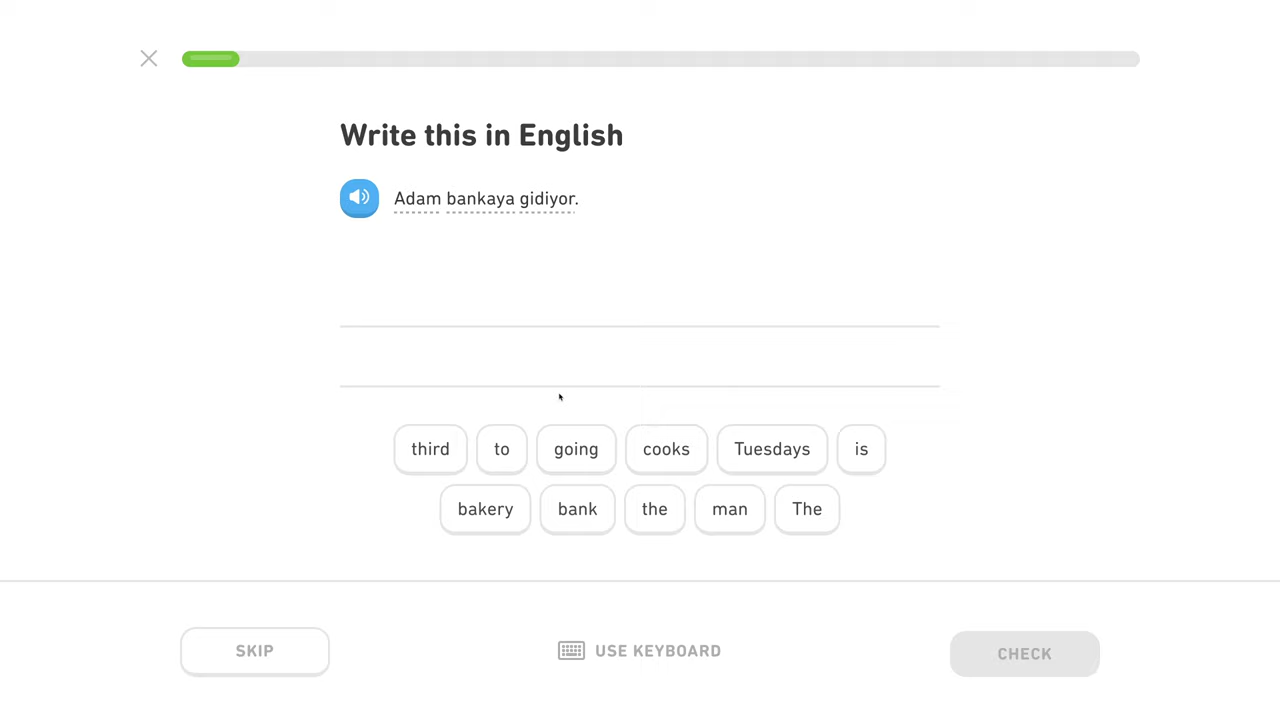 Write this in English
Adam bankaya gidiyor.
third to going cooks Tuesdays is
bakery bank the man The
SKIP USE KEYBOARD CHECK